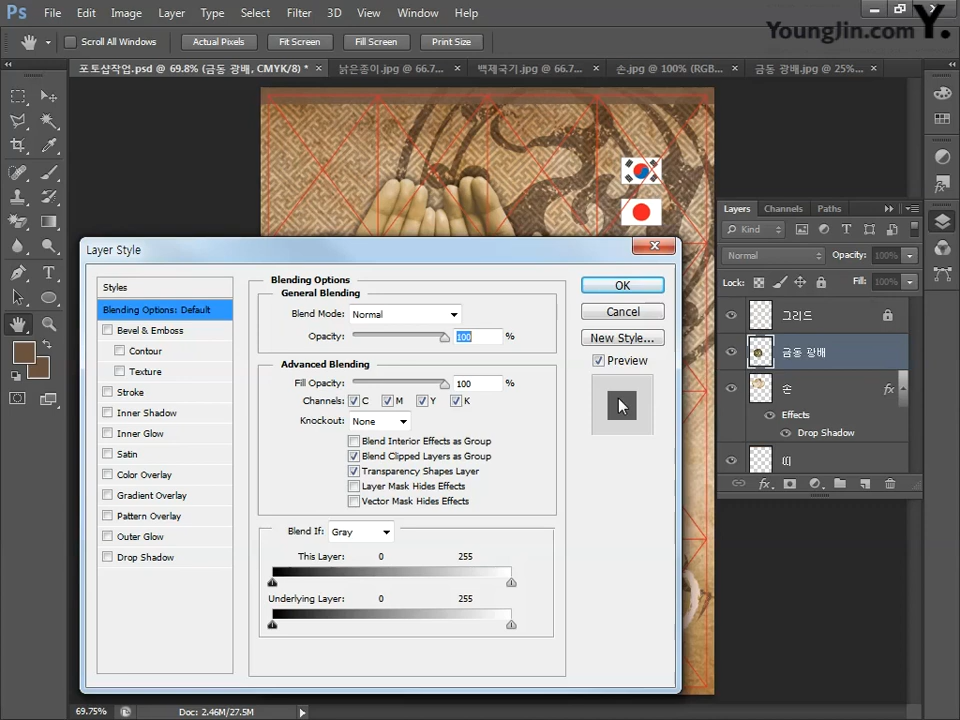 Ps File Edit Image Layer Type Select Filter 3D View Window Help
Y.
YoungJin.com
Scroll All Windows Actual Pixels Fit Screen Fill Screen Print Size
포토샵작업.psd @ 69.8% (금동 광배, CMYK/8) * × 낡은종이.jpg @ 66.7... × 백제국기.jpg @ 66.7... × 손.jpg @ 100% (RGB... × 금동 광배.jpg @ 25%... ×
Layers Channels Paths
Kind
Normal Opacity: 100%
Lock: Fill: 100%
그리드
금동 광배
손 fx
Effects
Drop Shadow
띠
fx
Layer Style
Styles
Blending Options: Default
Bevel & Emboss
Contour
Texture
Stroke
Inner Shadow
Inner Glow
Satin
Color Overlay
Gradient Overlay
Pattern Overlay
Outer Glow
Drop Shadow
Blending Options
General Blending
Blend Mode: Normal
Opacity: 100 %
Advanced Blending
Fill Opacity: 100 %
Channels: C M Y K
Knockout: None
Blend Interior Effects as Group
Blend Clipped Layers as Group
Transparency Shapes Layer
Layer Mask Hides Effects
Vector Mask Hides Effects
Blend If: Gray
This Layer: 0 255
Underlying Layer: 0 255
OK
Cancel
New Style...
Preview
69.75% Doc: 2.46M/27.5M